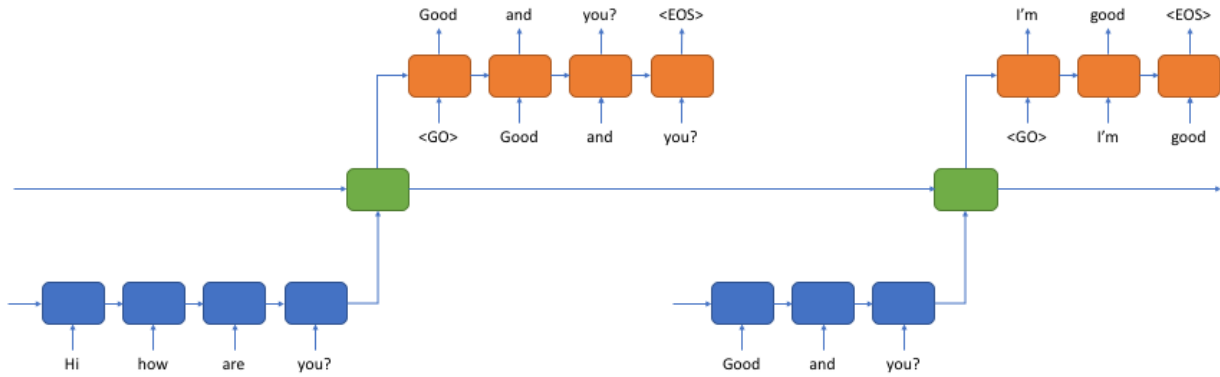 Good and you? <EOS>
<GO> Good and you?
I'm good <EOS>
<GO> I'm good
Hi how are you?
Good and you?